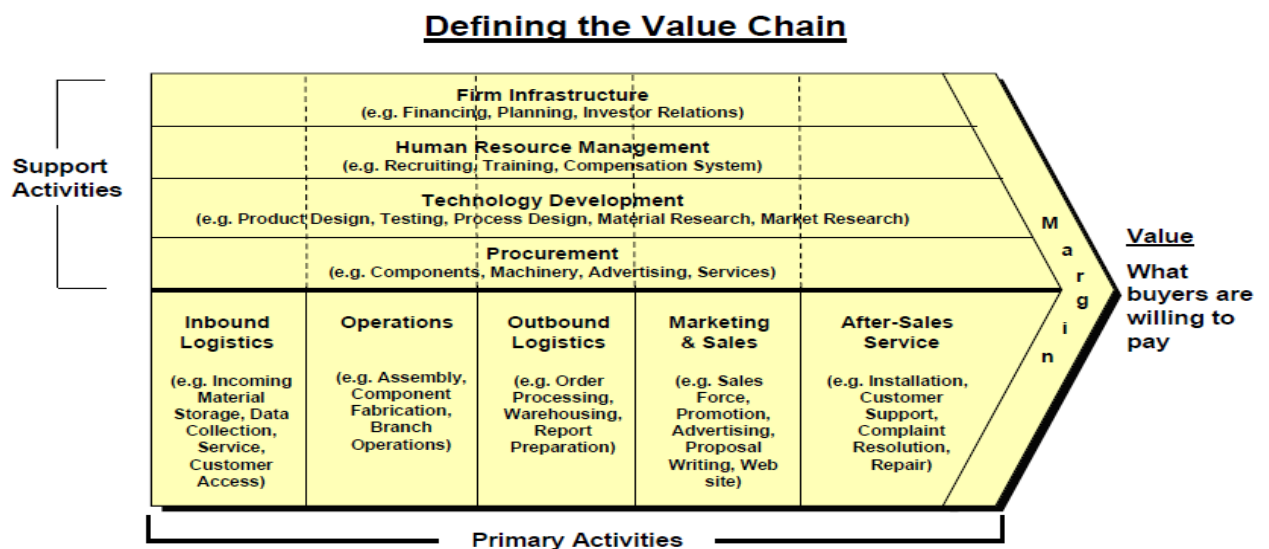 Defining the Value Chain
Support
Activities
Firm Infrastructure
(e.g. Financing, Planning, Investor Relations)
Human Resource Management
(e.g. Recruiting, Training, Compensation System)
Technology Development
(e.g. Product Design, Testing, Process Design, Material Research, Market Research)
Procurement
(e.g. Components, Machinery, Advertising, Services)
Inbound
Logistics
(e.g. Incoming
Material
Storage, Data
Collection,
Service,
Customer
Access)
Operations
(e.g. Assembly,
Component
Fabrication,
Branch
Operations)
Outbound
Logistics
(e.g. Order
Processing,
Warehousing,
Report
Preparation)
Marketing
& Sales
(e.g. Sales
Force,
Promotion,
Advertising,
Proposal
Writing, Web
site)
After-Sales
Service
(e.g. Installation,
Customer
Support,
Complaint
Resolution,
Repair)
Margin
Value
What
buyers are
willing to
pay
Primary Activities